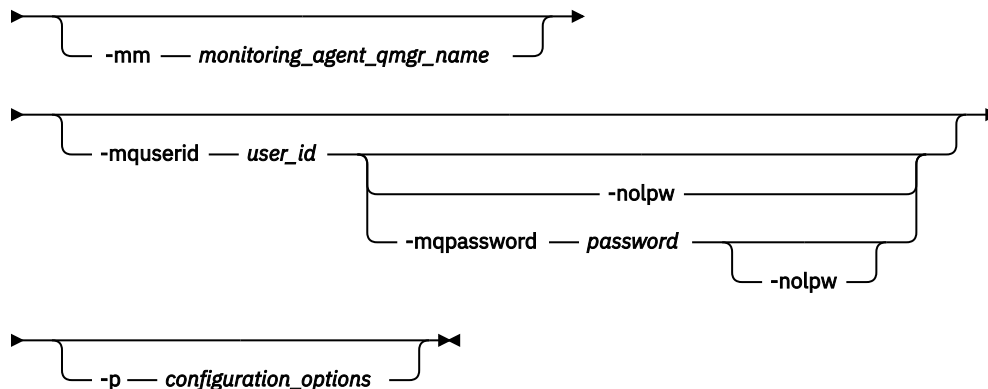 -mm monitoring_agent_qmgr_name
-mquserid user_id
-nolpw
-mqpassword password
-nolpw
-p configuration_options